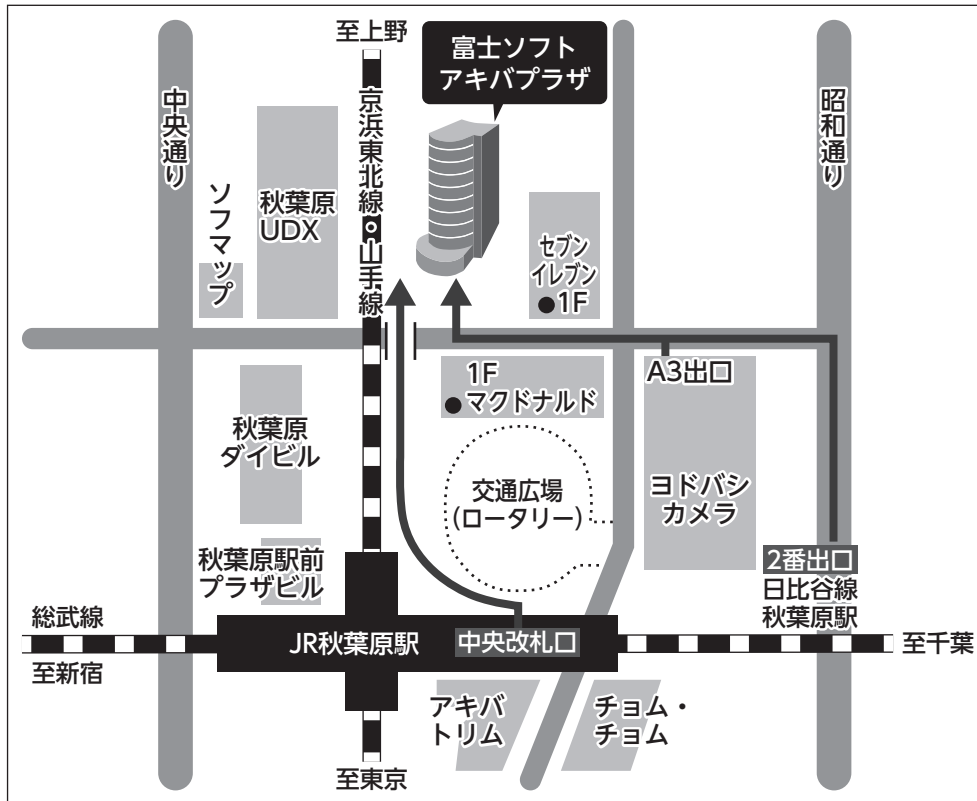 至上野
富士ソフト
アキバプラザ
中央通り
京浜東北線
山手線
昭和通り
ソフマップ
秋葉原
UDX
セブン
イレブン
●1F
A3出口
1F
●マクドナルド
秋葉原
ダイビル
交通広場
(ロータリー)
ヨドバシ
カメラ
秋葉原駅前
プラザビル
2番出口
日比谷線
秋葉原駅
総武線
至新宿
JR秋葉原駅
中央改札口
至千葉
アキバ
トリム
チョム・
チョム
至東京